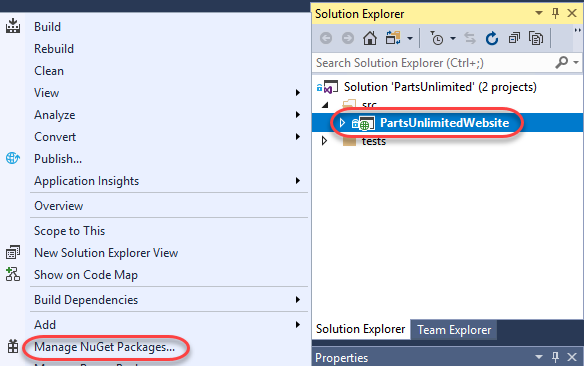 Build
Rebuild
Clean
View
Analyze
Convert
Publish...
Application Insights
Overview
Scope to This
New Solution Explorer View
Show on Code Map
Build Dependencies
Add
Manage NuGet Packages...
Solution Explorer
Search Solution Explorer (Ctrl+;)
Solution 'PartsUnlimited' (2 projects)
src
PartsUnlimitedWebsite
tests
Solution Explorer Team Explorer
Properties